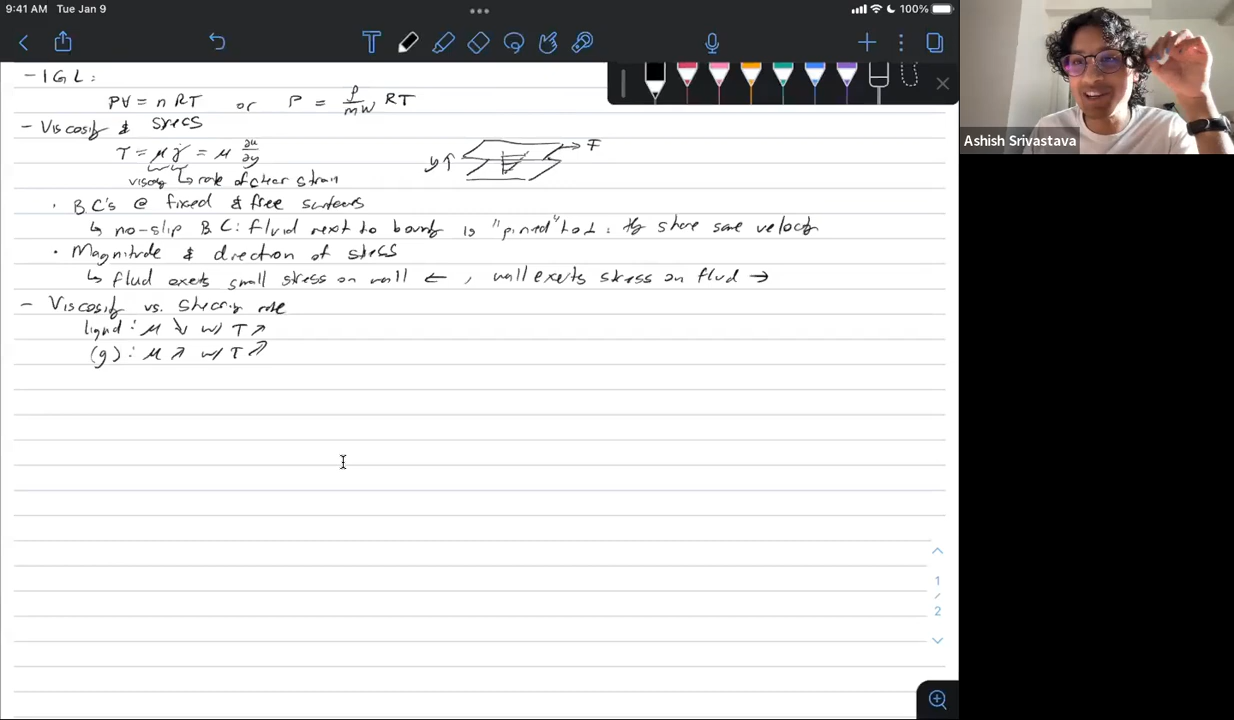 9:41 AM Tue Jan 9
100%
- IGL:
P∀ = nRT or P = ρ/mw RT
- Viscosity & stress
τ = μ γ̇ = μ ∂u/∂y
F
y↑
viscosity ↳ rate of shear strain
· BC's @ fixed & free surfaces
↳ no-slip BC: fluid next to bound is "pinned" to it: they share same velocity
· Magnitude & direction of stress
↳ fluid exerts small stress on wall ←, wall exerts stress on fluid →
- Viscosity vs. Shearing rate
liquid: μ ↘ w/ T ↗
(g): μ ↗ w/ T ↗
Ashish Srivastava
1
/
2